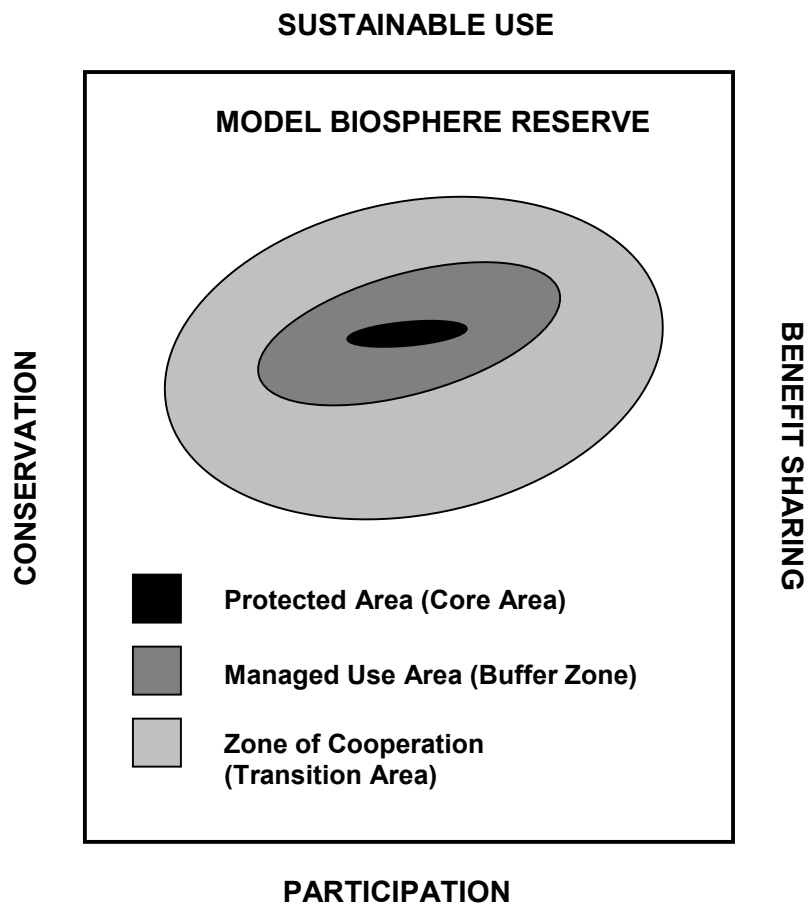 SUSTAINABLE USE
MODEL BIOSPHERE RESERVE
CONSERVATION
BENEFIT SHARING
Protected Area (Core Area)
Managed Use Area (Buffer Zone)
Zone of Cooperation
(Transition Area)
PARTICIPATION